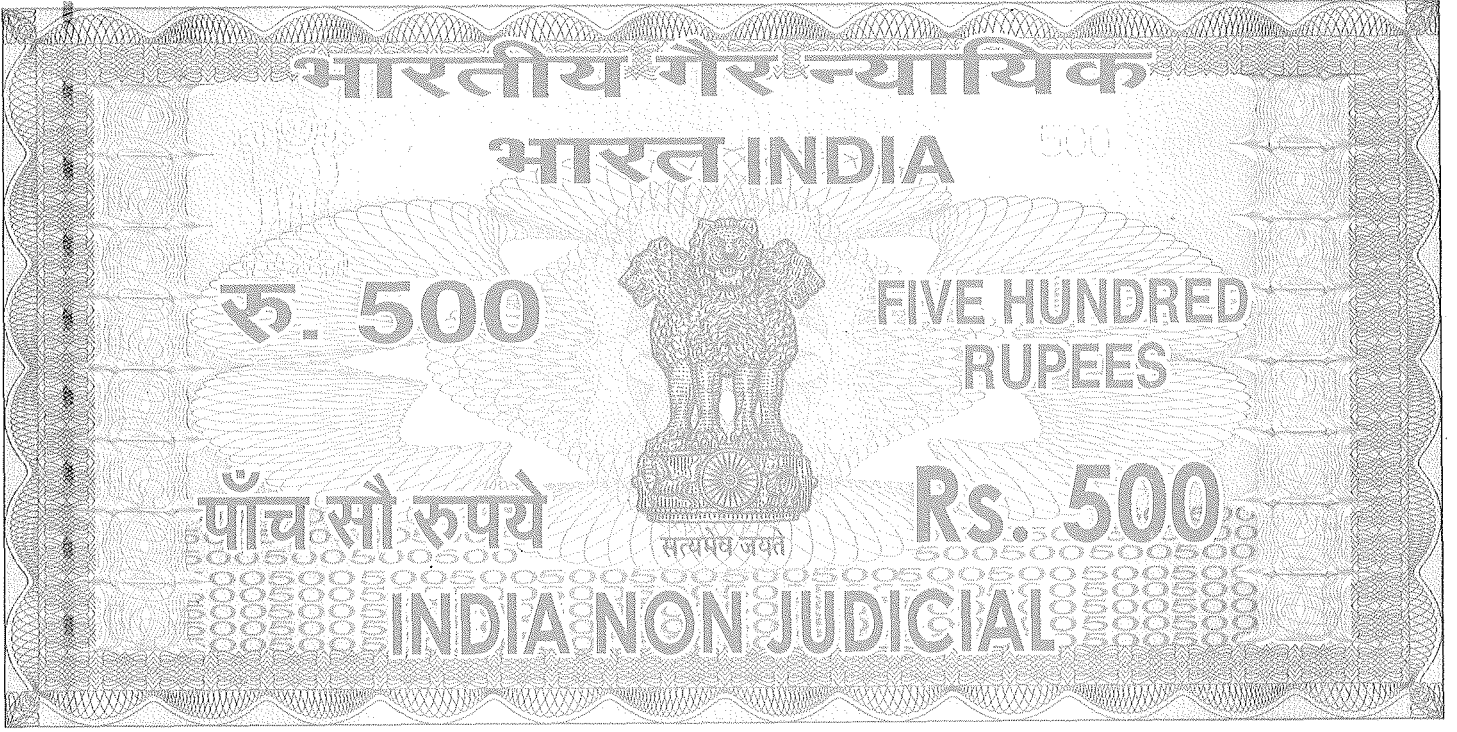 भारतीय गैर न्यायिक
भारत INDIA
500
रु. 500
FIVE HUNDRED
RUPEES
पाँच सौ रुपये
Rs. 500
सत्यमेव जयते
INDIA NON JUDICIAL